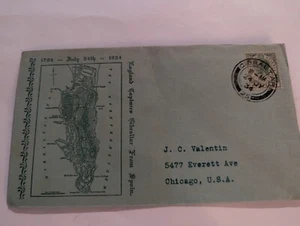 1704 - July 24th - 1934
England Captures Gibraltar From Spain.
J. C. Valentin
5477 Everett Ave
Chicago, U.S.A.